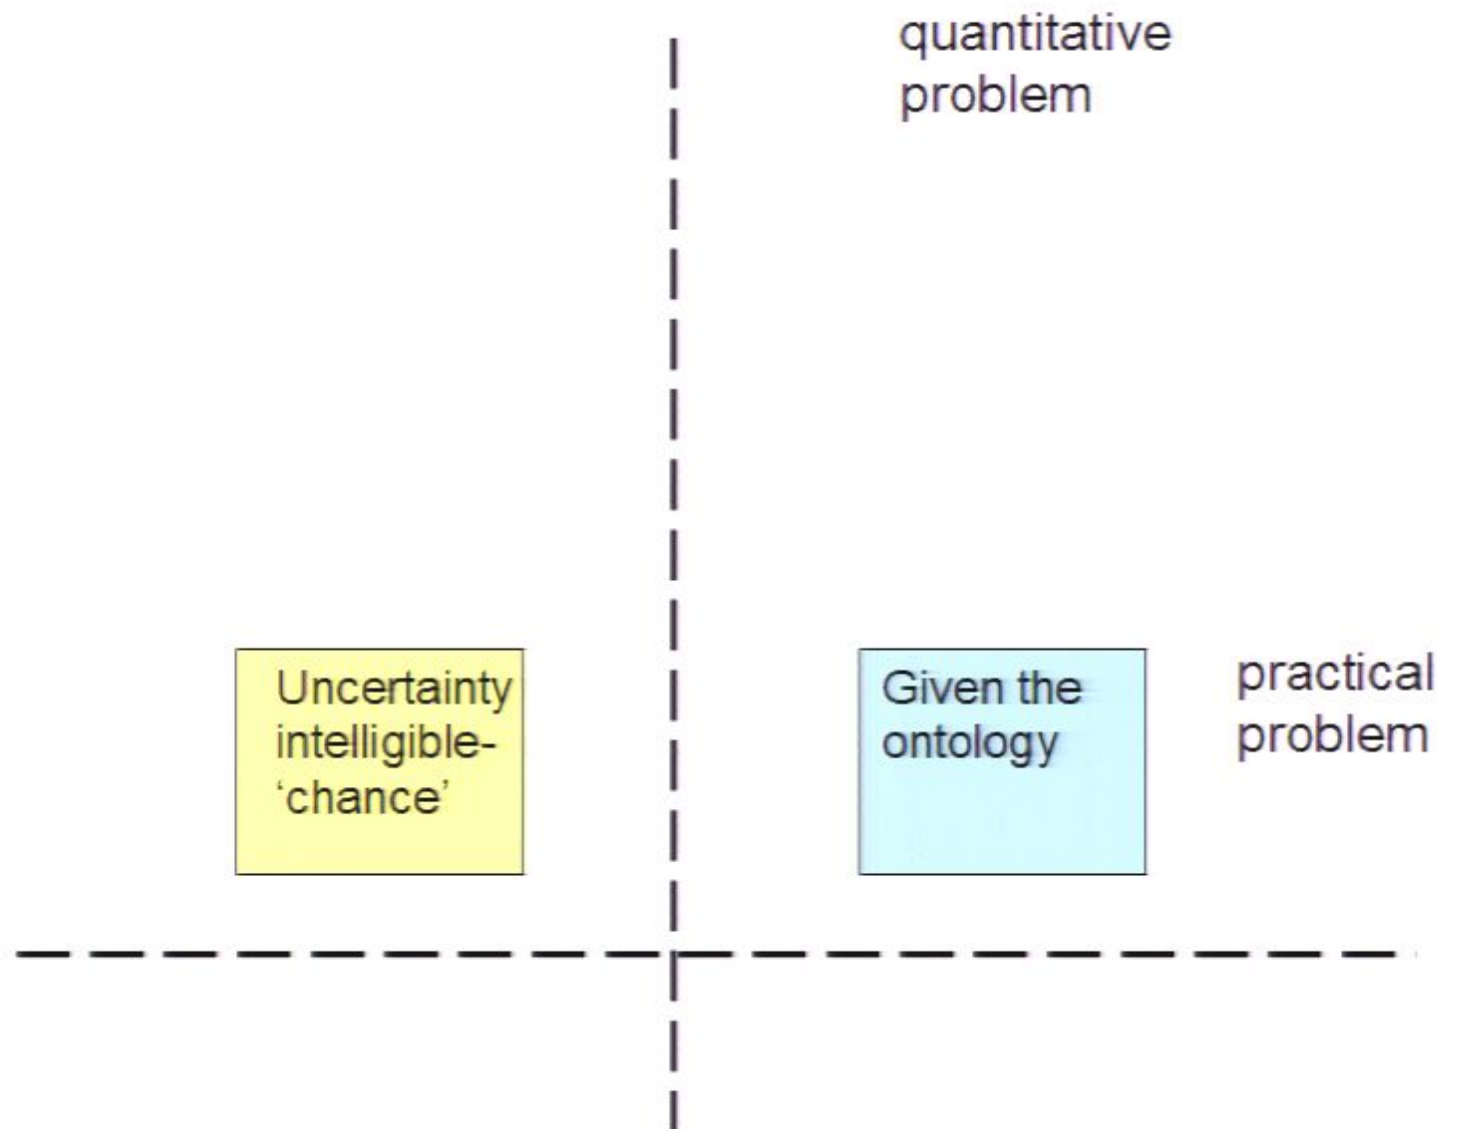 quantitative
problem
Uncertainty
intelligible-
‘chance’
Given the
ontology
practical
problem